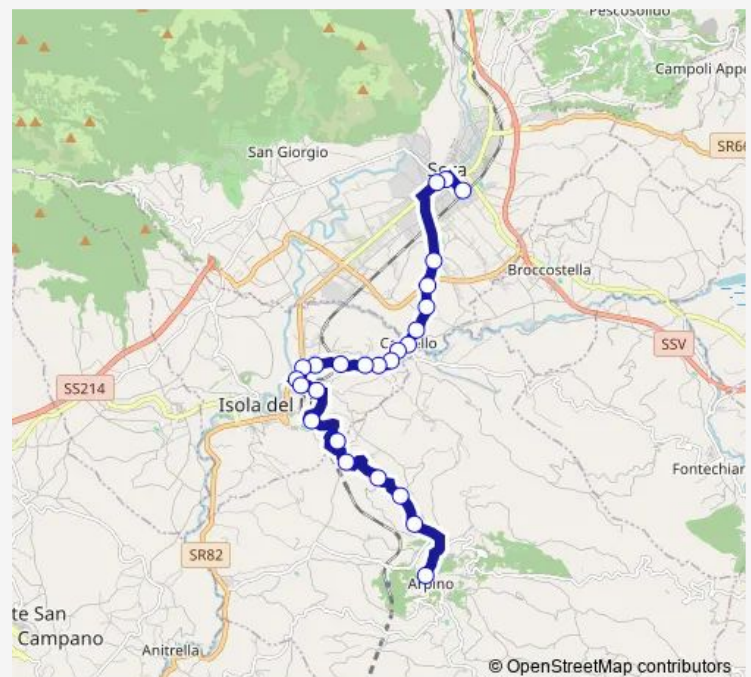 Pescosolido
Campoli Appe
San Giorgio
Sora
SR66
Broccostella
SSV
SS214
Isola del L
Fontechiar
SR82
Arpino
te San
Campano
Anitrella
© OpenStreetMap contributors